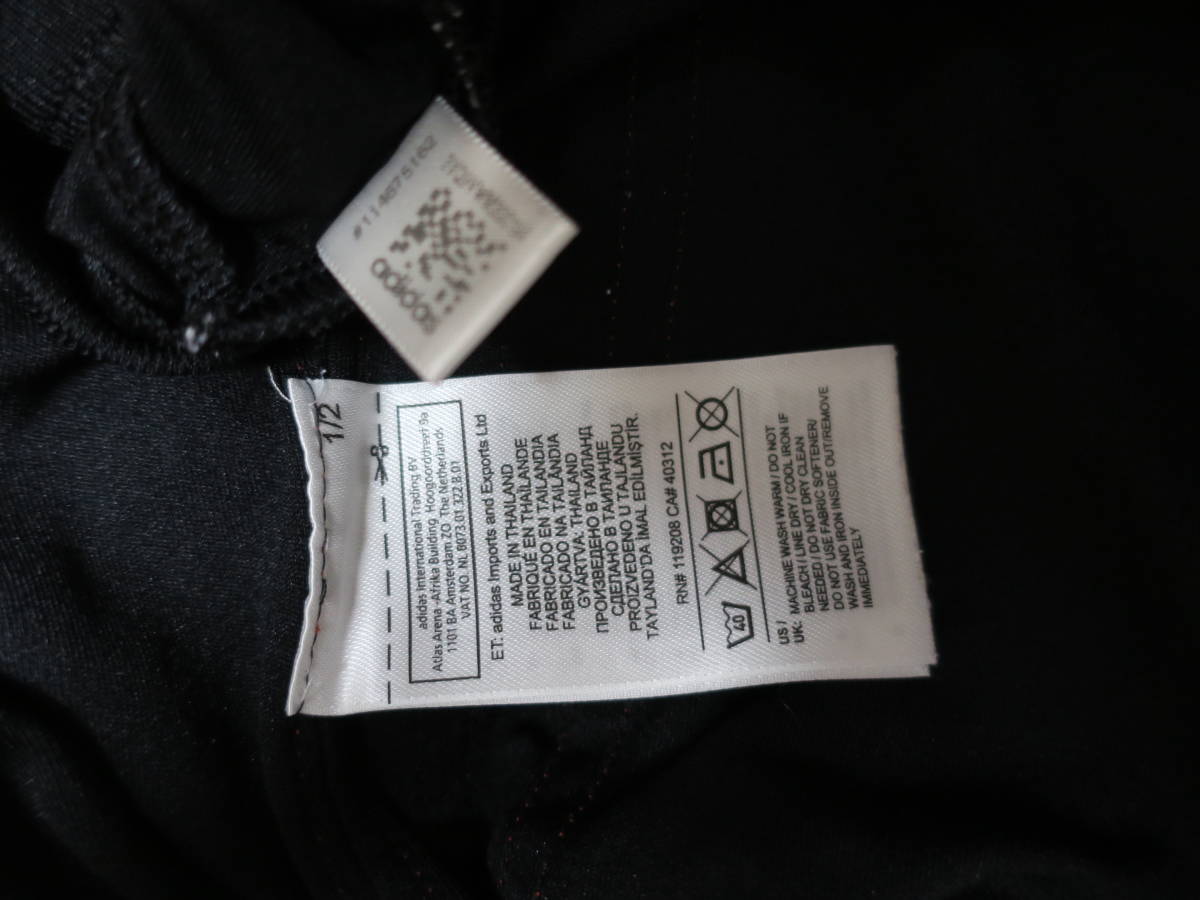 #114675162
adidas
1/2
adidas International Trading BV
Atlas Arena -Afrika Building Hoogoorddreef 9a
1101 BA Amsterdam ZO The Netherlands
VAT NO. NL 8073.01.322.B.01
ET: adidas Imports and Exports Ltd
MADE IN THAILAND
FABRIQUÉ EN THAÏLANDE
FABRICADO EN TAILANDIA
FABRICADO NA TAILÂNDIA
GYÁRTVA: THAILAND
ПРОИЗВЕДЕНО В ТАЙЛАНД
СДЕЛАНО В ТАИЛАНДЕ
PROIZVEDENO U TAJLANDU
TAYLAND'DA İMAL EDİLMİŞTİR.
RN# 119208 CA# 40312
40
US / MACHINE WASH WARM / DO NOT
UK: BLEACH / LINE DRY / COOL IRON IF
NEEDED / DO NOT DRY CLEAN
DO NOT USE FABRIC SOFTENER/
WASH AND IRON INSIDE OUT/REMOVE
IMMEDIATELY